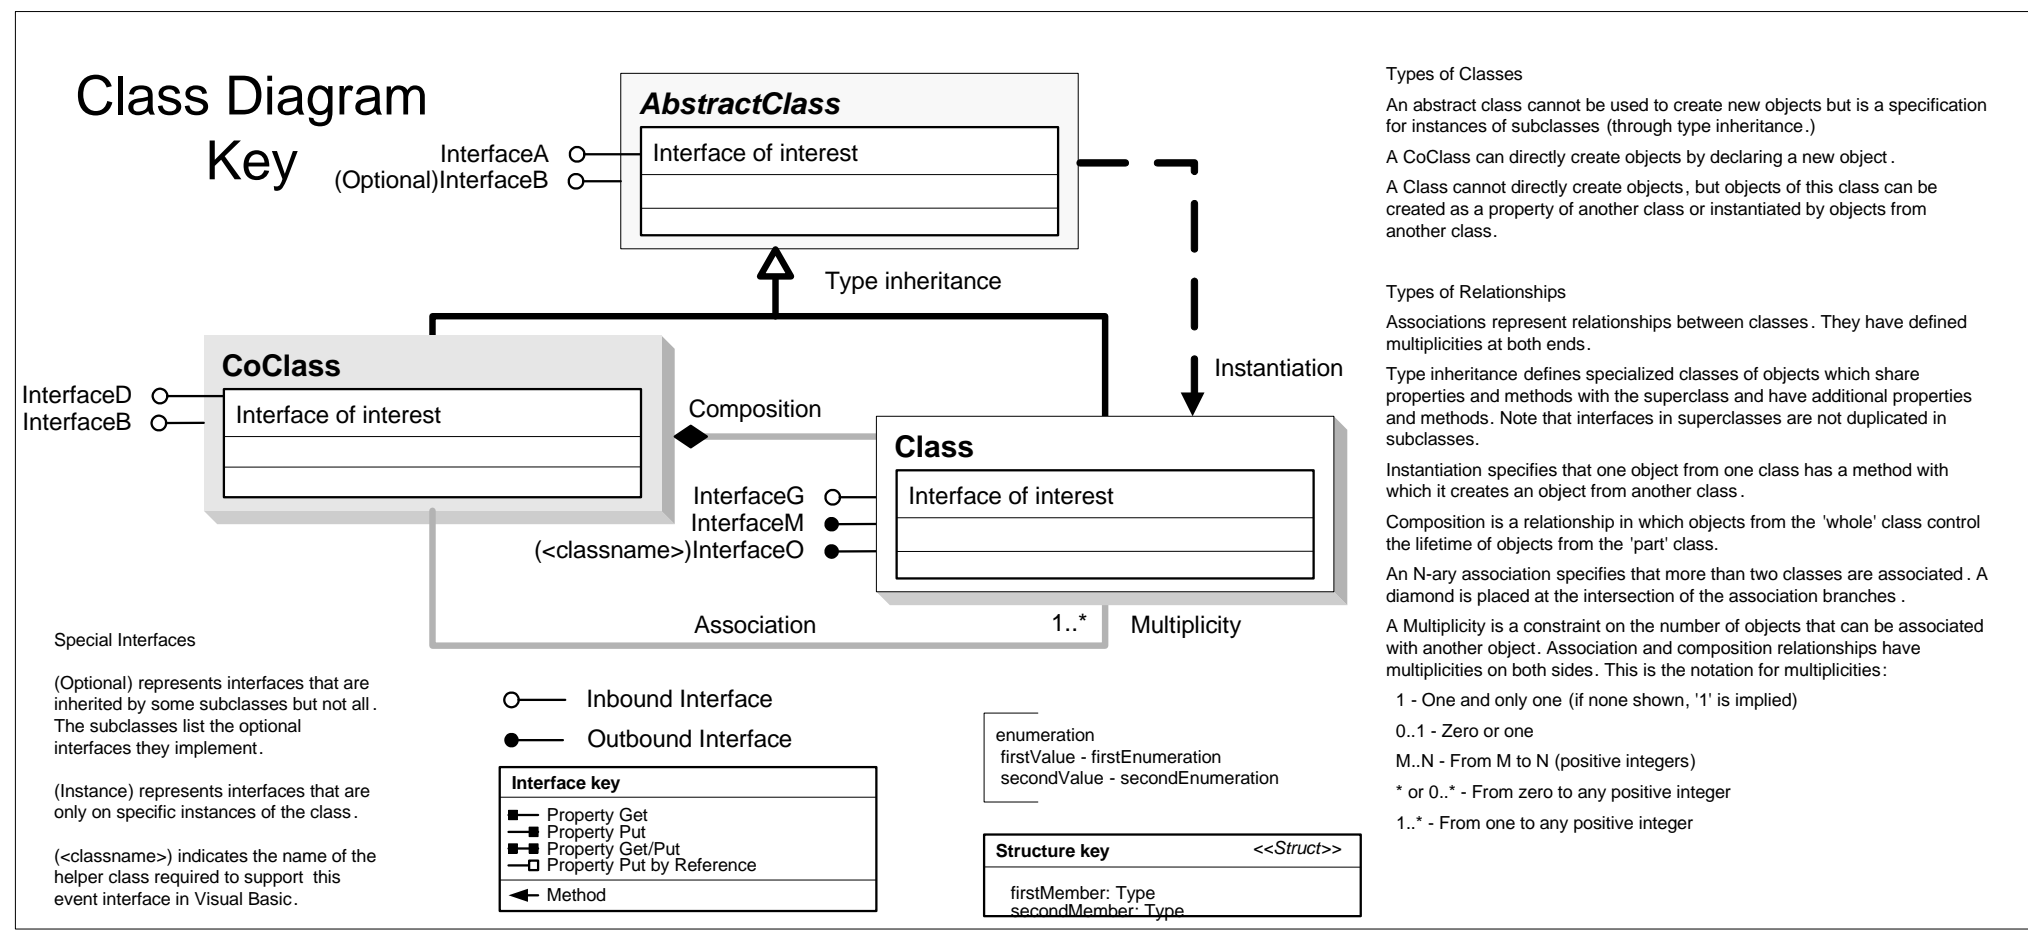 Class Diagram
Key
AbstractClass
Interface of interest
InterfaceA
(Optional)InterfaceB
Type inheritance
Instantiation
CoClass
Interface of interest
InterfaceD
InterfaceB
Composition
Class
Interface of interest
InterfaceG
InterfaceM
(<classname>)InterfaceO
Association
1..*
Multiplicity
Special Interfaces
(Optional) represents interfaces that are
inherited by some subclasses but not all.
The subclasses list the optional
interfaces they implement.
(Instance) represents interfaces that are
only on specific instances of the class.
(<classname>) indicates the name of the
helper class required to support this
event interface in Visual Basic.
Inbound Interface
Outbound Interface
Interface key
Property Get
Property Put
Property Get/Put
Property Put by Reference
Method
enumeration
firstValue - firstEnumeration
secondValue - secondEnumeration
Structure key <<Struct>>
firstMember: Type
secondMember: Type
Types of Classes
An abstract class cannot be used to create new objects but is a specification
for instances of subclasses (through type inheritance.)
A CoClass can directly create objects by declaring a new object.
A Class cannot directly create objects, but objects of this class can be
created as a property of another class or instantiated by objects from
another class.
Types of Relationships
Associations represent relationships between classes. They have defined
multiplicities at both ends.
Type inheritance defines specialized classes of objects which share
properties and methods with the superclass and have additional properties
and methods. Note that interfaces in superclasses are not duplicated in
subclasses.
Instantiation specifies that one object from one class has a method with
which it creates an object from another class.
Composition is a relationship in which objects from the 'whole' class control
the lifetime of objects from the 'part' class.
An N-ary association specifies that more than two classes are associated. A
diamond is placed at the intersection of the association branches.
A Multiplicity is a constraint on the number of objects that can be associated
with another object. Association and composition relationships have
multiplicities on both sides. This is the notation for multiplicities:
1 - One and only one (if none shown, '1' is implied)
0..1 - Zero or one
M..N - From M to N (positive integers)
* or 0..* - From zero to any positive integer
1..* - From one to any positive integer